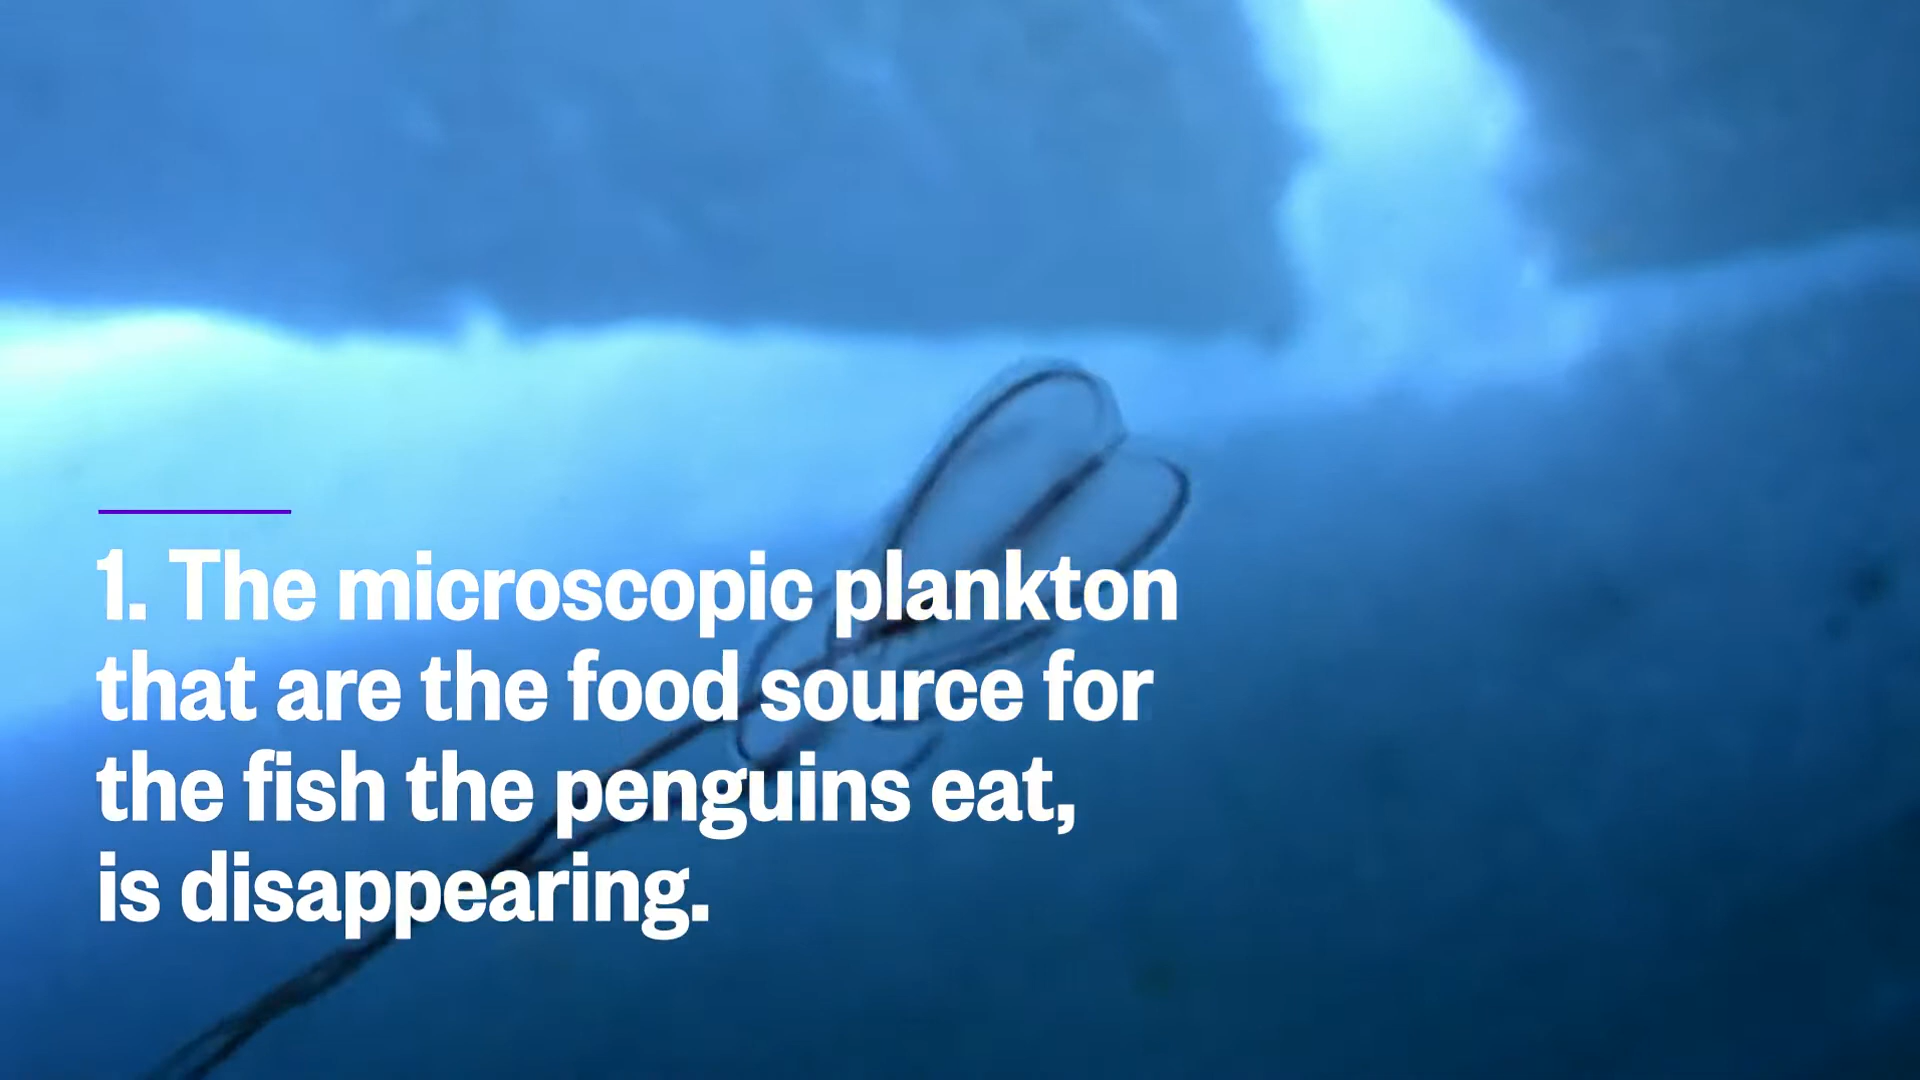 1. The microscopic plankton
that are the food source for
the fish the penguins eat,
is disappearing.